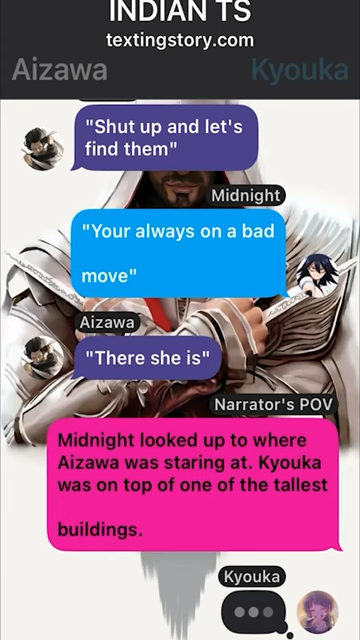 INDIAN TS
textingstory.com
Aizawa
Kyouka
"Shut up and let's
find them"
Midnight
"Your always on a bad
move"
Aizawa
"There she is"
Narrator's POV
Midnight looked up to where
Aizawa was staring at. Kyouka
was on top of one of the tallest
buildings.
Kyouka